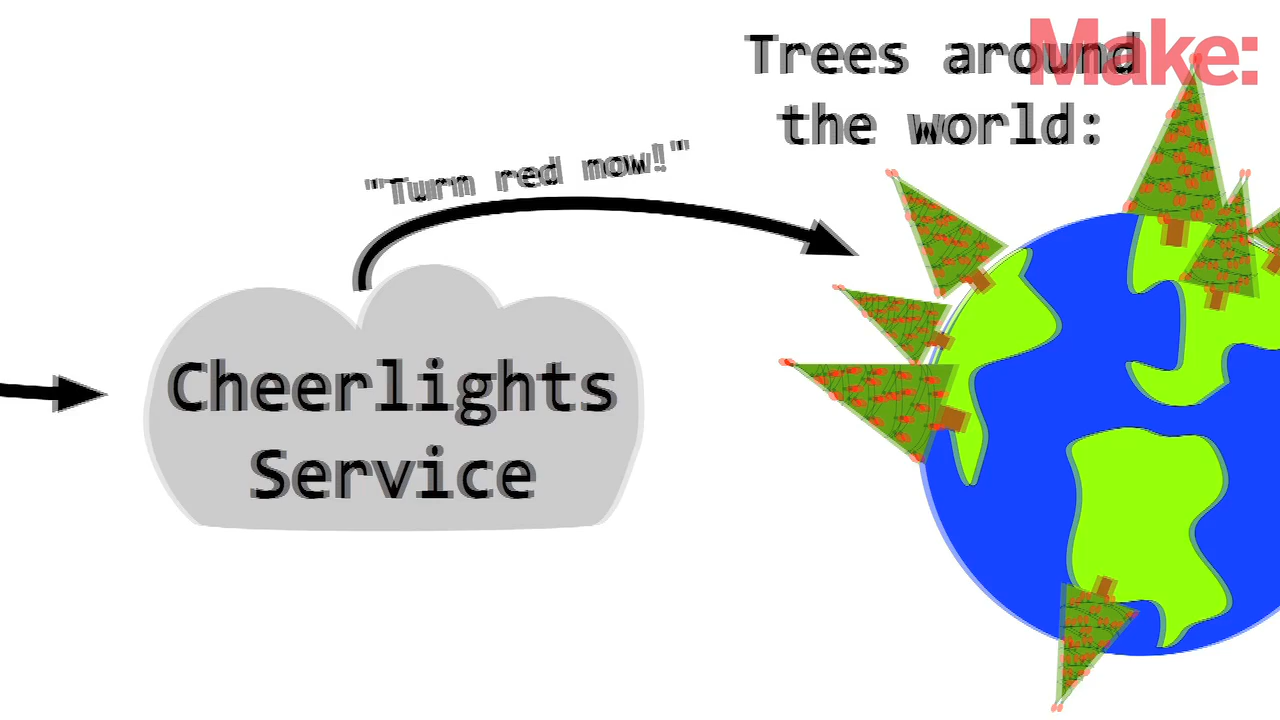 Make:
Trees around
the world:
"Turn red now!"
Cheerlights
Service